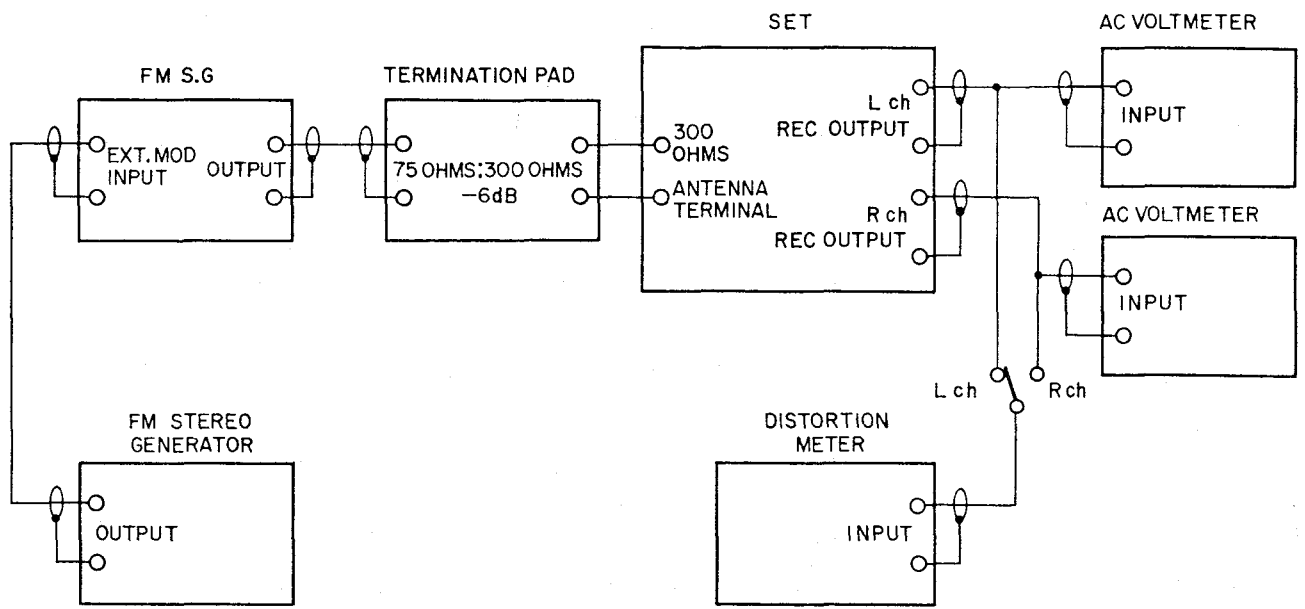 SET
AC VOLTMETER
FM S.G
TERMINATION PAD
EXT. MOD
INPUT
OUTPUT
75 OHMS:300 OHMS
-6dB
300
OHMS
ANTENNA
TERMINAL
L ch
REC OUTPUT
R ch
REC OUTPUT
INPUT
AC VOLTMETER
INPUT
L ch
R ch
FM STEREO
GENERATOR
OUTPUT
DISTORTION
METER
INPUT